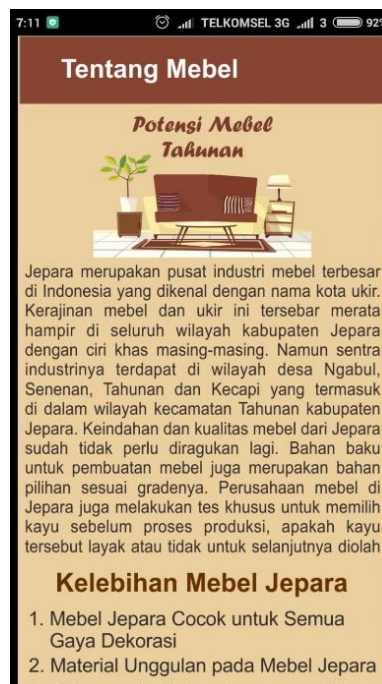 7:11 TELKOMSEL 3G 3 92%
Tentang Mebel
Potensi Mebel
Tahunan
Jepara merupakan pusat industri mebel terbesar
di Indonesia yang dikenal dengan nama kota ukir.
Kerajinan mebel dan ukir ini tersebar merata
hampir di seluruh wilayah kabupaten Jepara
dengan ciri khas masing-masing. Namun sentra
industrinya terdapat di wilayah desa Ngabul,
Senenan, Tahunan dan Kecapi yang termasuk
di dalam wilayah kecamatan Tahunan kabupaten
Jepara. Keindahan dan kualitas mebel dari Jepara
sudah tidak perlu diragukan lagi. Bahan baku
untuk pembuatan mebel juga merupakan bahan
pilihan sesuai gradenya. Perusahaan mebel di
Jepara juga melakukan tes khusus untuk memilih
kayu sebelum proses produksi, apakah kayu
tersebut layak atau tidak untuk selanjutnya diolah
Kelebihan Mebel Jepara
1. Mebel Jepara Cocok untuk Semua
Gaya Dekorasi
2. Material Unggulan pada Mebel Jepara